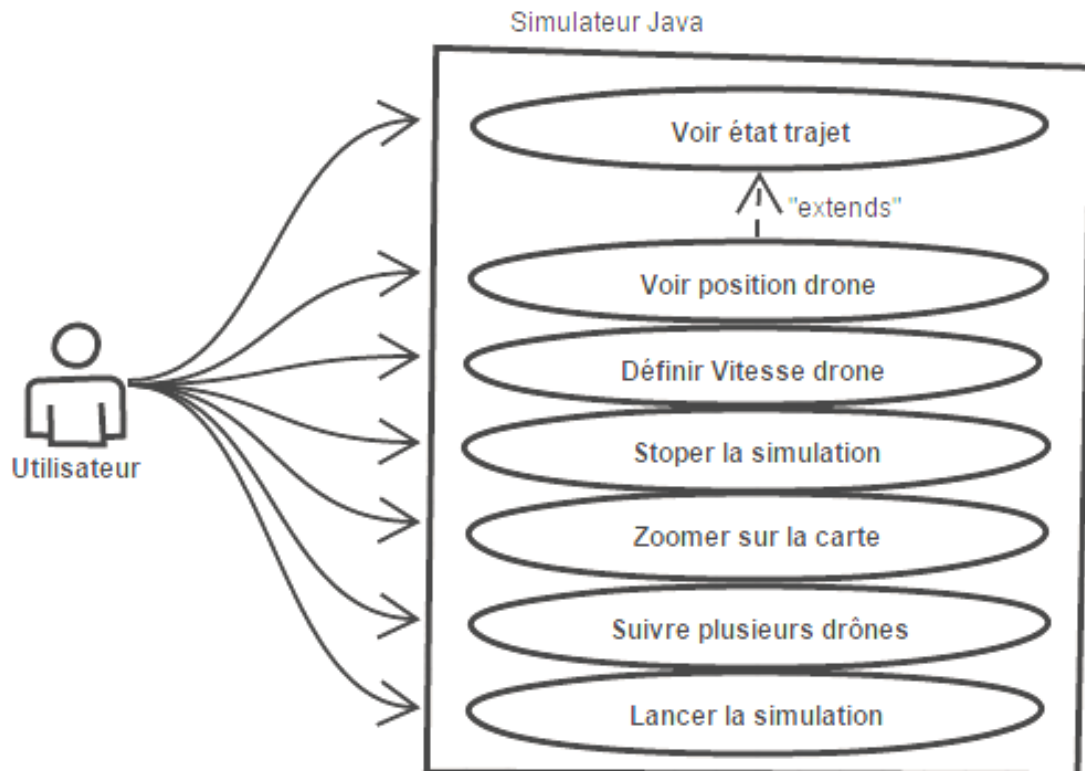 Simulateur Java
Voir état trajet
"extends"
Voir position drone
Définir Vitesse drone
Stoper la simulation
Utilisateur
Zoomer sur la carte
Suivre plusieurs drônes
Lancer la simulation